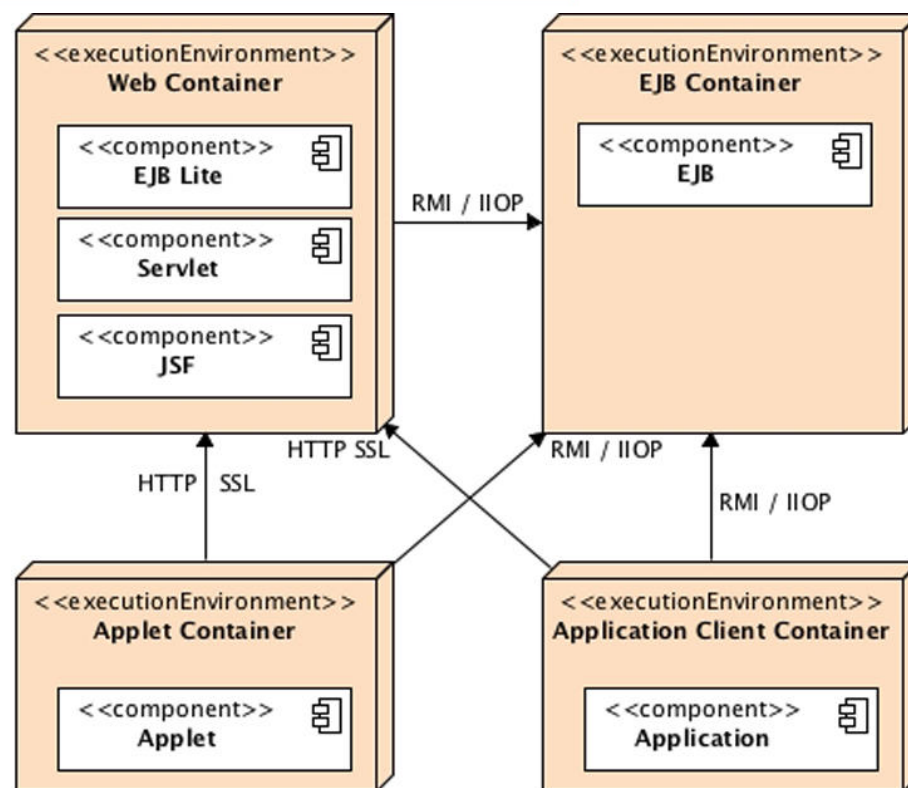 <<executionEnvironment>>
Web Container
<<component>>
EJB Lite
<<component>>
Servlet
<<component>>
JSF
RMI / IIOP
<<executionEnvironment>>
EJB Container
<<component>>
EJB
HTTP SSL
HTTP SSL
RMI / IIOP
RMI / IIOP
<<executionEnvironment>>
Applet Container
<<component>>
Applet
<<executionEnvironment>>
Application Client Container
<<component>>
Application